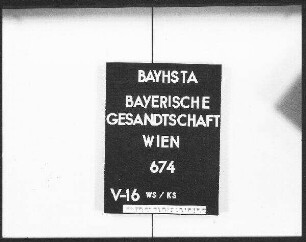 BAYHSTA
BAYERISCHE
GESANDTSCHAFT
WIEN
674
V-16 WS/KS